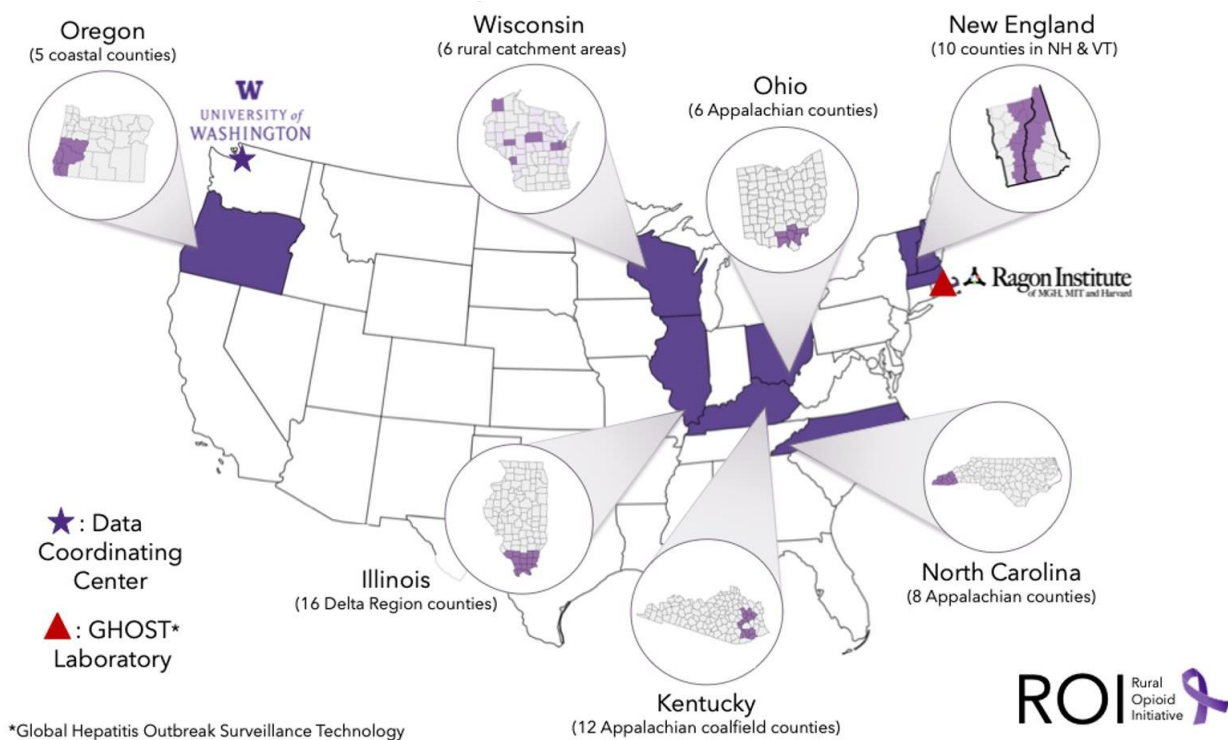 Oregon
(5 coastal counties)
Wisconsin
(6 rural catchment areas)
New England
(10 counties in NH & VT)
Ohio
(6 Appalachian counties)
W
UNIVERSITY of
WASHINGTON
Ragon Institute
of MGH, MIT and Harvard
★: Data
Coordinating
Center
▲: GHOST*
Laboratory
Illinois
(16 Delta Region counties)
North Carolina
(8 Appalachian counties)
Kentucky
(12 Appalachian coalfield counties)
*Global Hepatitis Outbreak Surveillance Technology
ROI
Rural
Opioid
Initiative